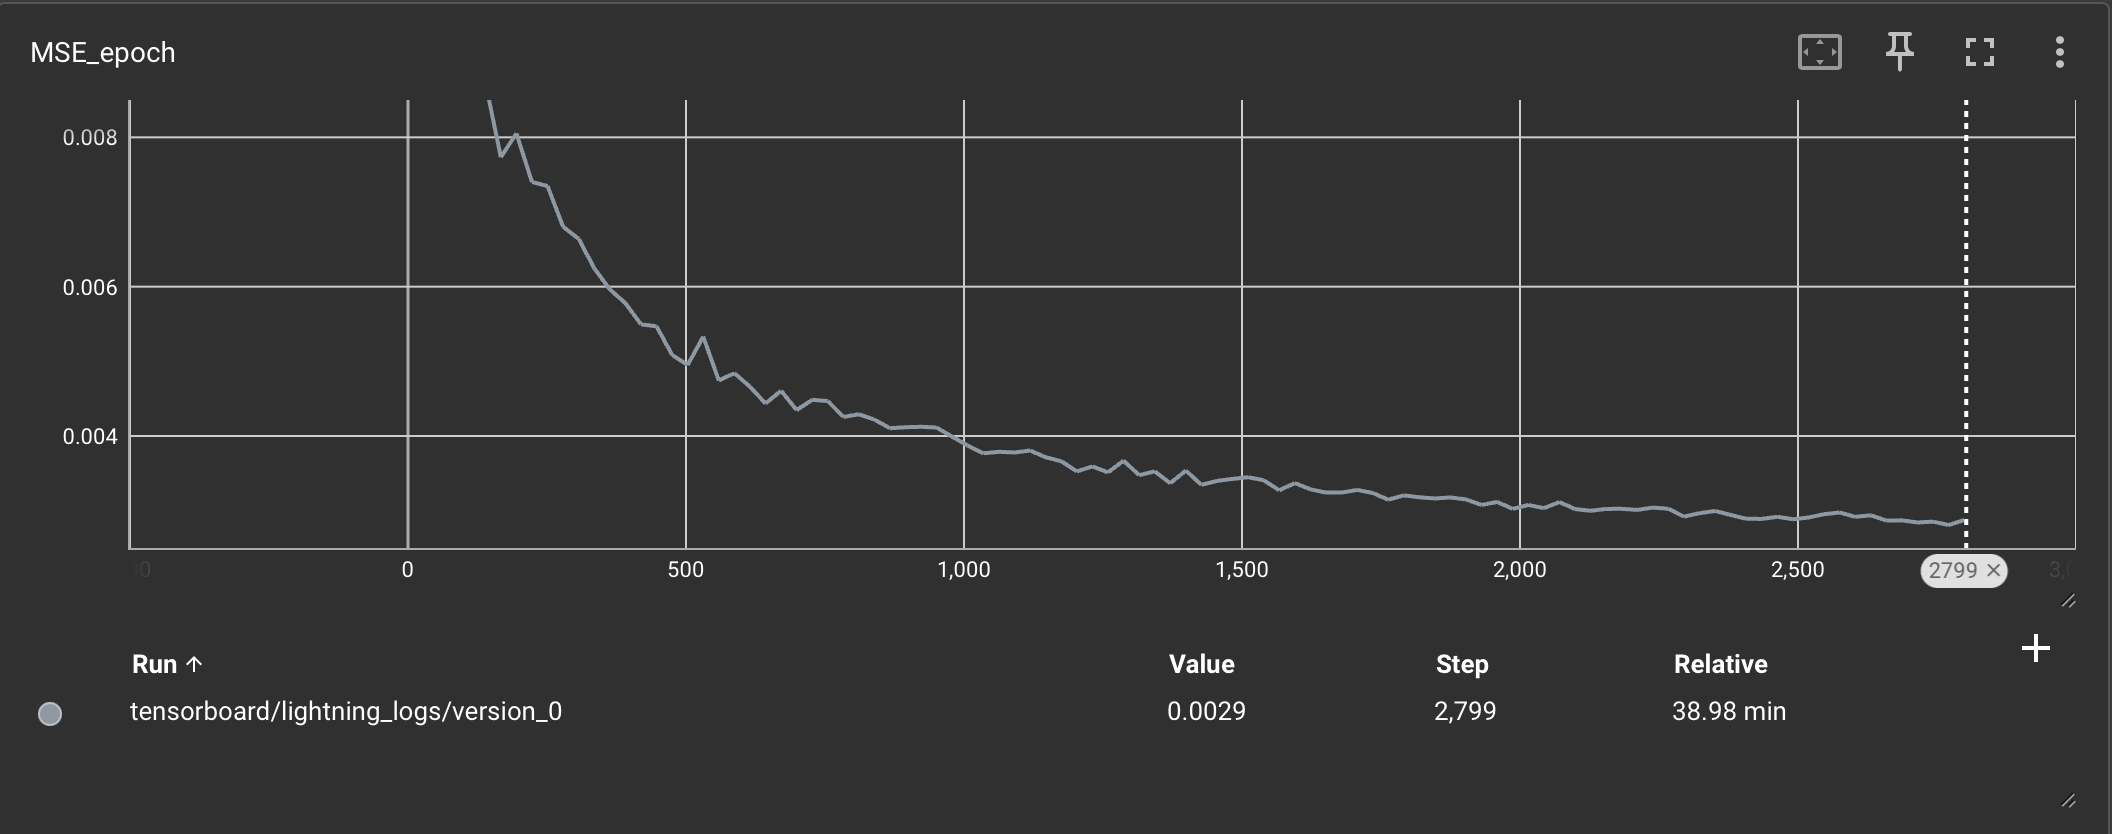 MSE_epoch
0.008
0.006
0.004
0 500 1,000 1,500 2,000 2,500 2799 ×
Run ↑ Value Step Relative
tensorboard/lightning_logs/version_0 0.0029 2,799 38.98 min